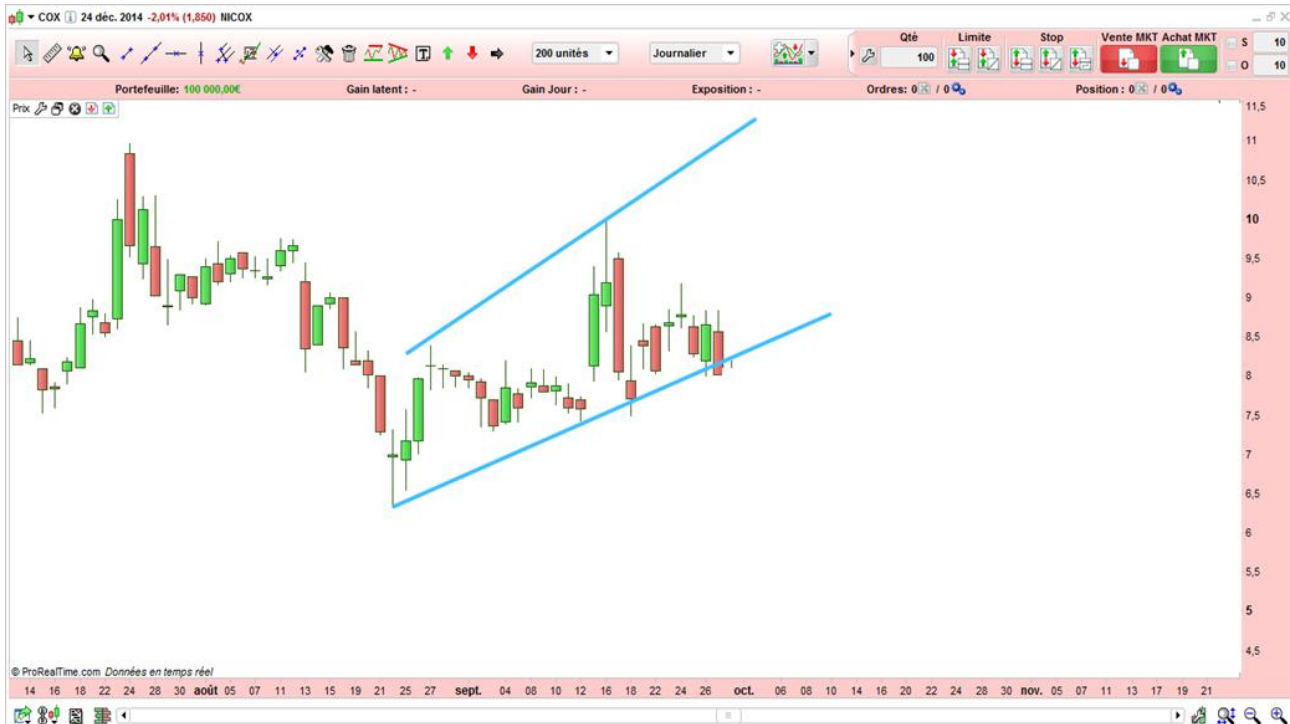 COX 24 déc. 2014 -2,01% (1,850) NICOX
200 unités Journalier Qté 100 Limite Stop Vente MKT Achat MKT S 10
O 10
Portefeuille: 100 000,00€ Gain latent : - Gain Jour : - Exposition : - Ordres: 0 / 0 Position : 0 / 0
Prix
11,5
11
10,5
10
9,5
9
8,5
8
7,5
7
6,5
6
5,5
5
4,5
© ProRealTime.com Données en temps réel
14 16 18 22 24 28 30 août 05 07 11 13 15 19 21 25 27 sept. 04 08 10 12 16 18 22 24 26 oct. 06 08 10 14 16 20 22 24 28 30 nov. 05 07 11 13 17 19 21